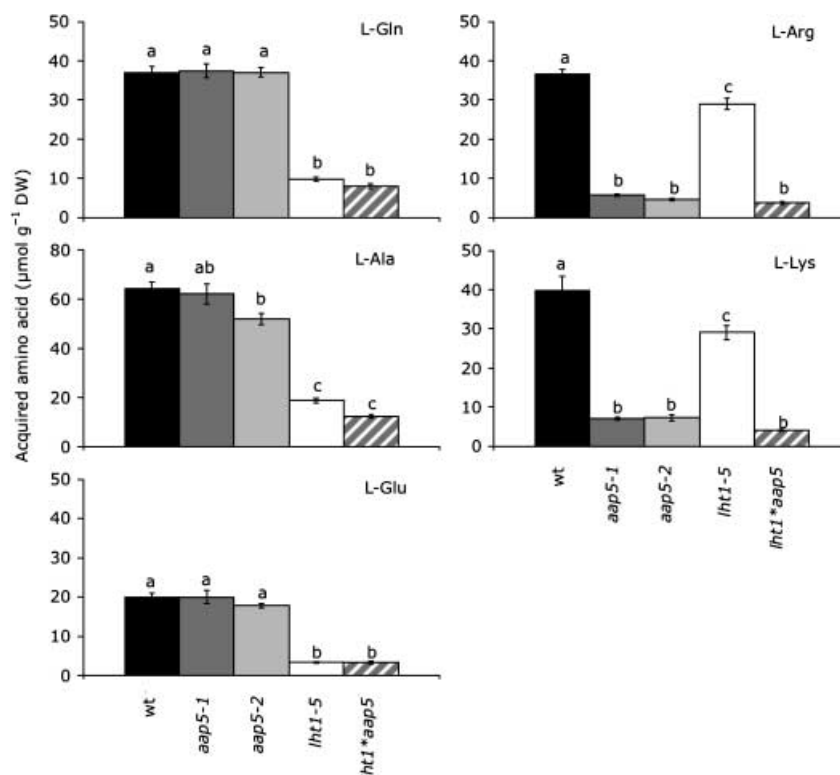 Acquired amino acid (µmol g⁻¹ DW)
L-Gln
50
40
30
20
10
0
a
a
a
b
b
L-Arg
50
40
30
20
10
0
a
b
b
c
b
L-Ala
80
60
40
20
0
a
ab
b
c
c
L-Lys
50
40
30
20
10
0
a
b
b
c
b
wt
aap5-1
aap5-2
lht1-5
lht1*aap5
L-Glu
50
40
30
20
10
0
a
a
a
b
b
wt
aap5-1
aap5-2
lht1-5
ht1*aap5